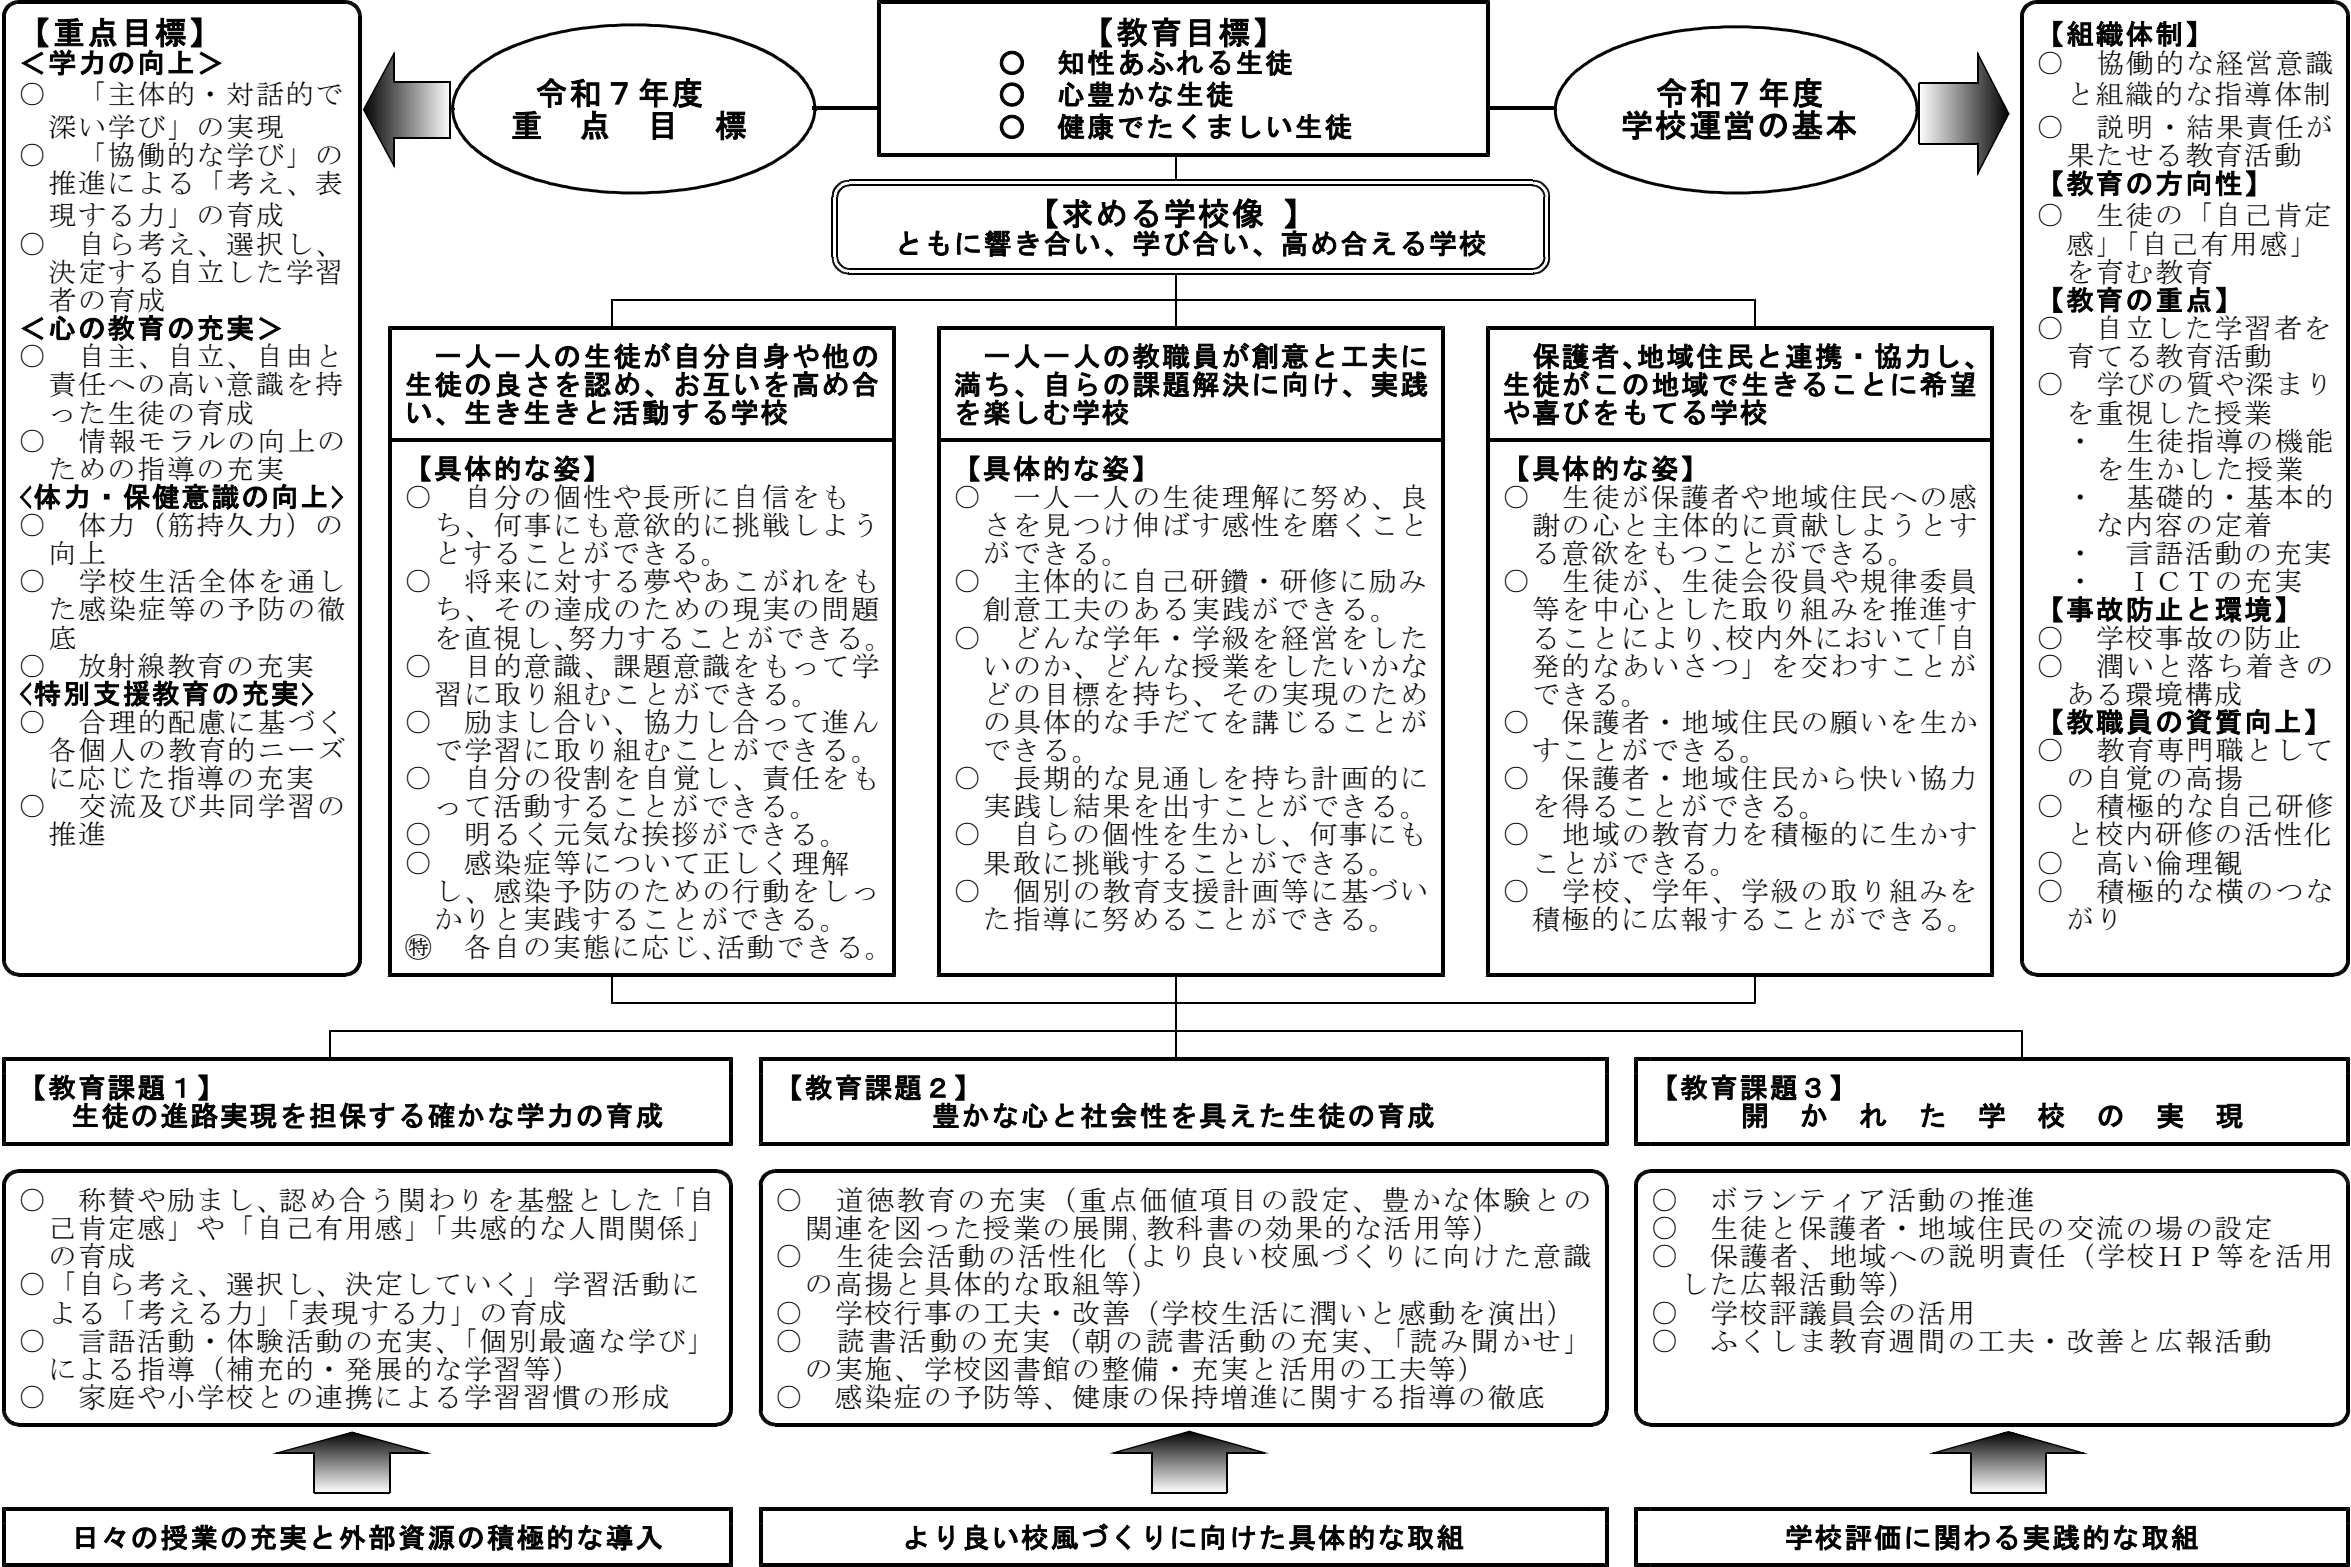 【重点目標】
＜学力の向上＞
○　「主体的・対話的で
深い学び」の実現
○　「協働的な学び」の
推進による「考え、表
現する力」の育成
○　自ら考え、選択し、
決定する自立した学習
者の育成
＜心の教育の充実＞
○　自主、自立、自由と
責任への高い意識を持
った生徒の育成
○　情報モラルの向上の
ための指導の充実
<体力・保健意識の向上>
○　体力（筋持久力）の
向上
○　学校生活全体を通し
た感染症等の予防の徹
底
○　放射線教育の充実
<特別支援教育の充実>
○　合理的配慮に基づく
各個人の教育的ニーズ
に応じた指導の充実
○　交流及び共同学習の
推進
令和７年度
重　点　目　標
【教育目標】
○　知性あふれる生徒
○　心豊かな生徒
○　健康でたくましい生徒
令和７年度
学校運営の基本
【求める学校像 】
ともに響き合い、学び合い、高め合える学校
一人一人の生徒が自分自身や他の
生徒の良さを認め、お互いを高め合
い、生き生きと活動する学校
【具体的な姿】
○　自分の個性や長所に自信をも
ち、何事にも意欲的に挑戦しよう
とすることができる。
○　将来に対する夢やあこがれをも
ち、その達成のための現実の問題
を直視し、努力することができる。
○　目的意識、課題意識をもって学
習に取り組むことができる。
○　励まし合い、協力し合って進ん
で学習に取り組むことができる。
○　自分の役割を自覚し、責任をも
って活動することができる。
○　明るく元気な挨拶ができる。
○　感染症等について正しく理解
し、感染予防のための行動をしっ
かりと実践することができる。
㊕　各自の実態に応じ、活動できる。
一人一人の教職員が創意と工夫に
満ち、自らの課題解決に向け、実践
を楽しむ学校
【具体的な姿】
○　一人一人の生徒理解に努め、良
さを見つけ伸ばす感性を磨くこと
ができる。
○　主体的に自己研鑽・研修に励み
創意工夫のある実践ができる。
○　どんな学年・学級を経営をした
いのか、どんな授業をしたいかな
どの目標を持ち、その実現のため
の具体的な手だてを講じることが
できる。
○　長期的な見通しを持ち計画的に
実践し結果を出すことができる。
○　自らの個性を生かし、何事にも
果敢に挑戦することができる。
○　個別の教育支援計画等に基づい
た指導に努めることができる。
保護者、地域住民と連携・協力し、
生徒がこの地域で生きることに希望
や喜びをもてる学校
【具体的な姿】
○　生徒が保護者や地域住民への感
謝の心と主体的に貢献しようとす
る意欲をもつことができる。
○　生徒が、生徒会役員や規律委員
等を中心とした取り組みを推進す
ることにより、校内外において「自
発的なあいさつ」を交わすことが
できる。
○　保護者・地域住民の願いを生か
すことができる。
○　保護者・地域住民から快い協力
を得ることができる。
○　地域の教育力を積極的に生かす
ことができる。
○　学校、学年、学級の取り組みを
積極的に広報することができる。
【組織体制】
○　協働的な経営意識
と組織的な指導体制
○　説明・結果責任が
果たせる教育活動
【教育の方向性】
○　生徒の「自己肯定
感」「自己有用感」
を育む教育
【教育の重点】
○　自立した学習者を
育てる教育活動
○　学びの質や深まり
を重視した授業
・　生徒指導の機能
を生かした授業
・　基礎的・基本的
な内容の定着
・　言語活動の充実
・　ＩＣＴの充実
【事故防止と環境】
○　学校事故の防止
○　潤いと落ち着きの
ある環境構成
【教職員の資質向上】
○　教育専門職として
の自覚の高揚
○　積極的な自己研修
と校内研修の活性化
○　高い倫理観
○　積極的な横のつな
がり
【教育課題１】
生徒の進路実現を担保する確かな学力の育成
○　称賛や励まし、認め合う関わりを基盤とした「自
己肯定感」や「自己有用感」「共感的な人間関係」
の育成
○「自ら考え、選択し、決定していく」学習活動に
よる「考える力」「表現する力」の育成
○　言語活動・体験活動の充実、「個別最適な学び」
による指導（補充的・発展的な学習等）
○　家庭や小学校との連携による学習習慣の形成
日々の授業の充実と外部資源の積極的な導入
【教育課題２】
豊かな心と社会性を具えた生徒の育成
○　道徳教育の充実（重点価値項目の設定、豊かな体験との
関連を図った授業の展開, 教科書の効果的な活用等）
○　生徒会活動の活性化（より良い校風づくりに向けた意識
の高揚と具体的な取組等）
○　学校行事の工夫・改善（学校生活に潤いと感動を演出）
○　読書活動の充実（朝の読書活動の充実、「読み聞かせ」
の実施、学校図書館の整備・充実と活用の工夫等）
○　感染症の予防等、健康の保持増進に関する指導の徹底
より良い校風づくりに向けた具体的な取組
【教育課題３】
開　か　れ　た　学　校　の　実　現
○　ボランティア活動の推進
○　生徒と保護者・地域住民の交流の場の設定
○　保護者、地域への説明責任（学校ＨＰ等を活用
した広報活動等）
○　学校評議員会の活用
○　ふくしま教育週間の工夫・改善と広報活動
学校評価に関わる実践的な取組